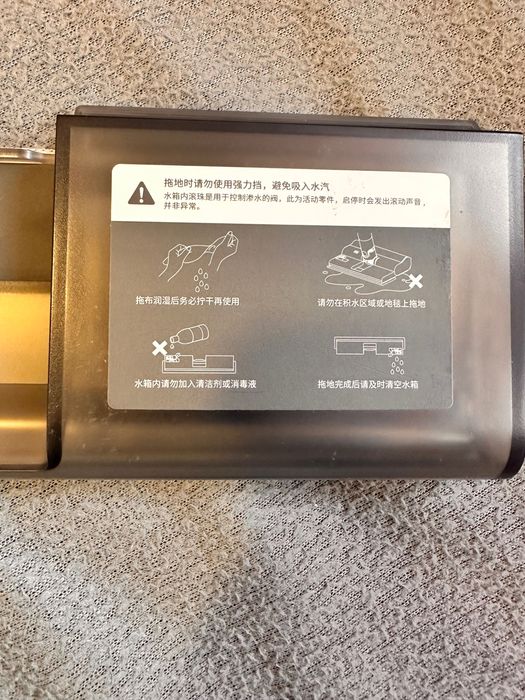 拖地时请勿使用强力挡，避免吸入水汽
水箱内滚珠是用于控制渗水的阀，此为活动零件，启停时会发出滚动声音，
并非异常。
拖布润湿后务必拧干再使用
请勿在积水区域或地毯上拖地
水箱内请勿加入清洁剂或消毒液
拖地完成后请及时清空水箱